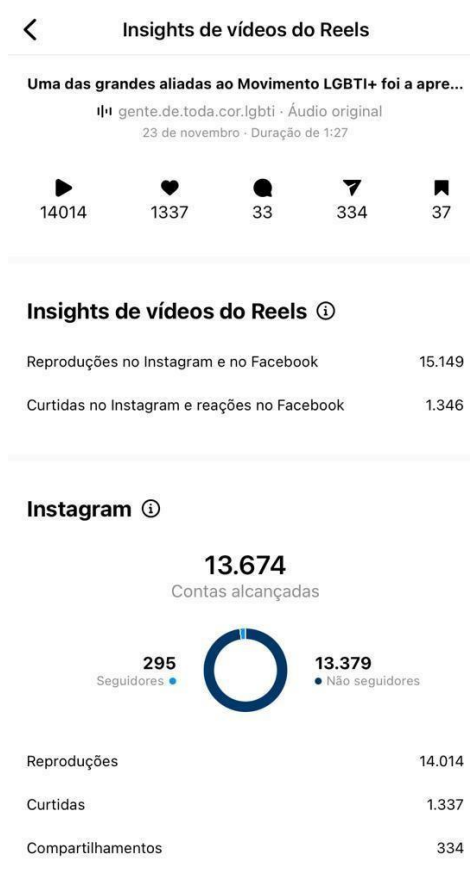 Insights de vídeos do Reels
Uma das grandes aliadas ao Movimento LGBTI+ foi a apre...
gente.de.toda.cor.lgbti · Áudio original
23 de novembro · Duração de 1:27
14014 1337 33 334 37
Insights de vídeos do Reels
Reproduções no Instagram e no Facebook 15.149
Curtidas no Instagram e reações no Facebook 1.346
Instagram
13.674
Contas alcançadas
295 13.379
Seguidores Não seguidores
Reproduções 14.014
Curtidas 1.337
Compartilhamentos 334